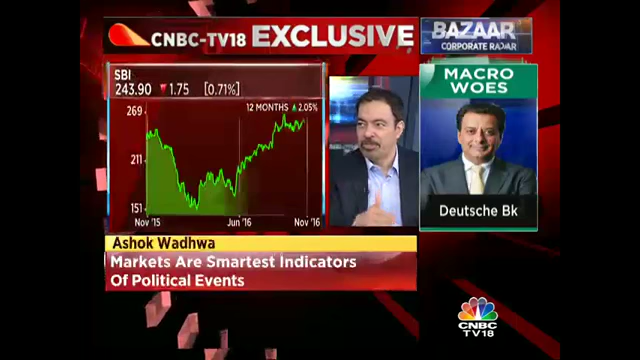 CNBC-TV18 EXCLUSIVE
BAZAAR
CORPORATE RADAR
SBI
243.90 ▼ 1.75 [0.71%]
12 MONTHS ▲ 2.05%
269
211
151
Nov '15 Jun '16 Nov '16
MACRO
WOES
Deutsche Bk
Ashok Wadhwa
Markets Are Smartest Indicators
Of Political Events
CNBC
TV18